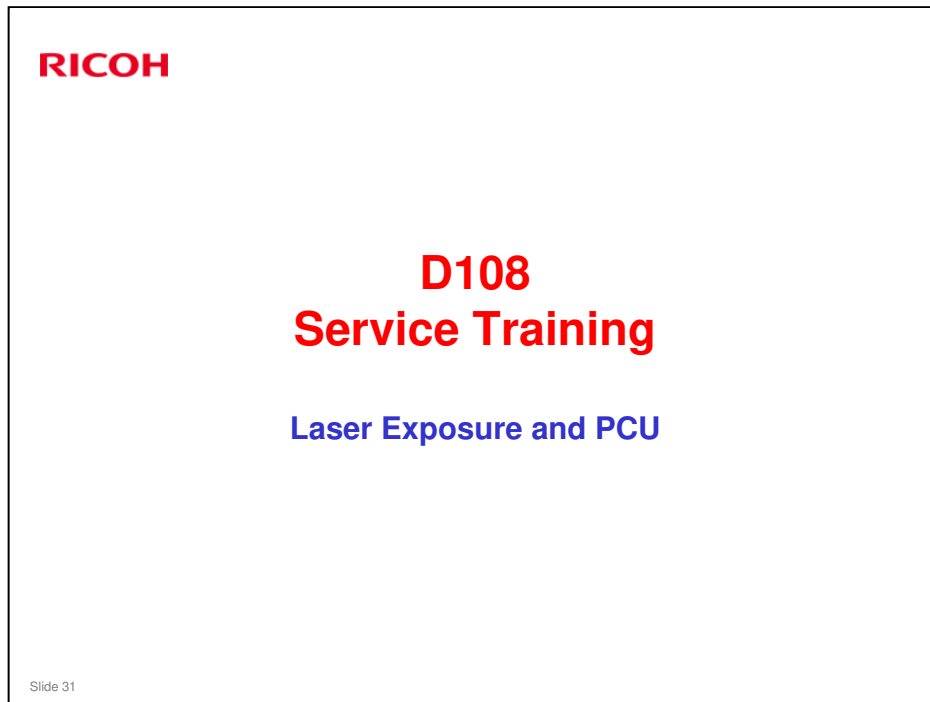 RICOH
D108
Service Training
Laser Exposure and PCU
Slide 31